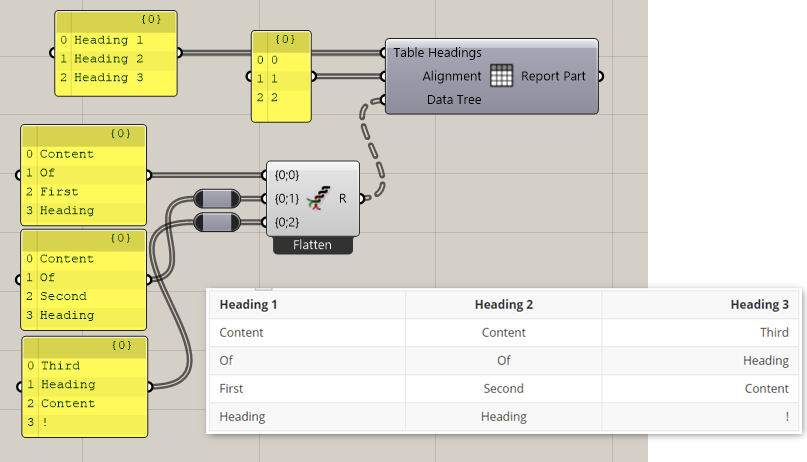 {0}
0 Heading 1
1 Heading 2
2 Heading 3
{0}
0 0
1 1
2 2
Table Headings
Alignment
Data Tree
Report Part
{0}
0 Content
1 Of
2 First
3 Heading
{0}
0 Content
1 Of
2 Second
3 Heading
{0}
0 Third
1 Heading
2 Content
3 !
{0;0}
{0;1}
{0;2}
R
Flatten
Heading 1 Heading 2 Heading 3
Content Content Third
Of Of Heading
First Second Content
Heading Heading !